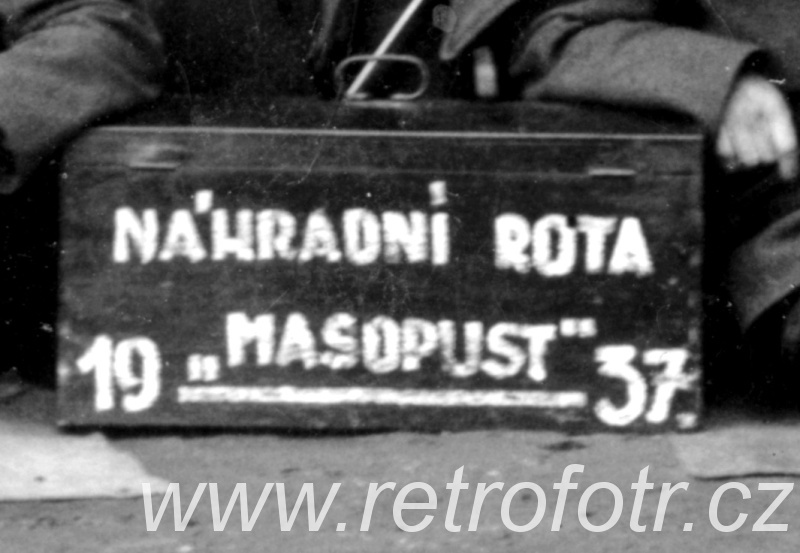 NÁHRADNÍ ROTA
19 „MASOPUST“ 37.
www.retrofotr.cz